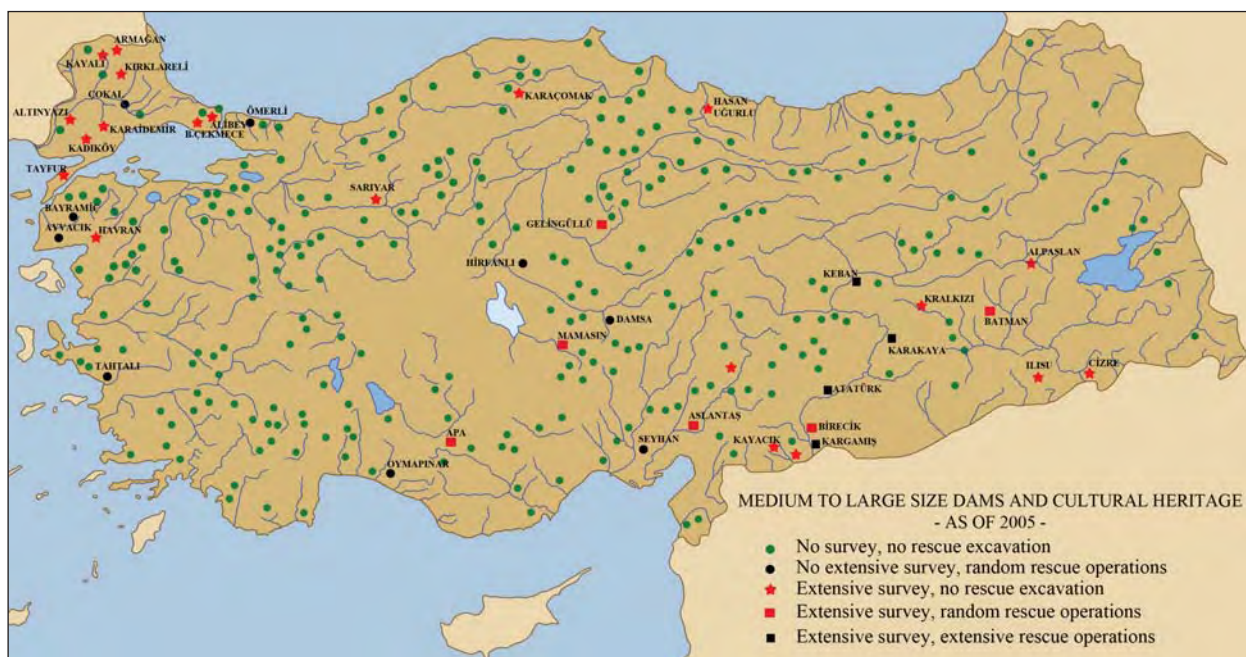 ARMAĞAN
KAYALI
KIRKLARELİ
ÇOKAL
ALTINYAZI
KARAİDEMİR
KADIKÖY
ALİBEY
B.ÇEKMECE
ÖMERLİ
TAYFUR
BAYRAMİÇ
AYVACIK
HAVRAN
SARIYAR
KARAÇOMAK
HASAN
UĞURLU
GELİNGÜLLÜ
HİRFANLI
DAMSA
MAMASIN
KEBAN
ALPASLAN
KRALKIZI
BATMAN
KARAKAYA
ILISU
CİZRE
TAHTALI
ATATÜRK
ASLANTAŞ
BİRECİK
KARGAMIŞ
KAYACIK
SEYHAN
APA
OYMAPINAR
MEDIUM TO LARGE SIZE DAMS AND CULTURAL HERITAGE
- AS OF 2005 -
No survey, no rescue excavation
No extensive survey, random rescue operations
Extensive survey, no rescue excavation
Extensive survey, random rescue operations
Extensive survey, extensive rescue operations